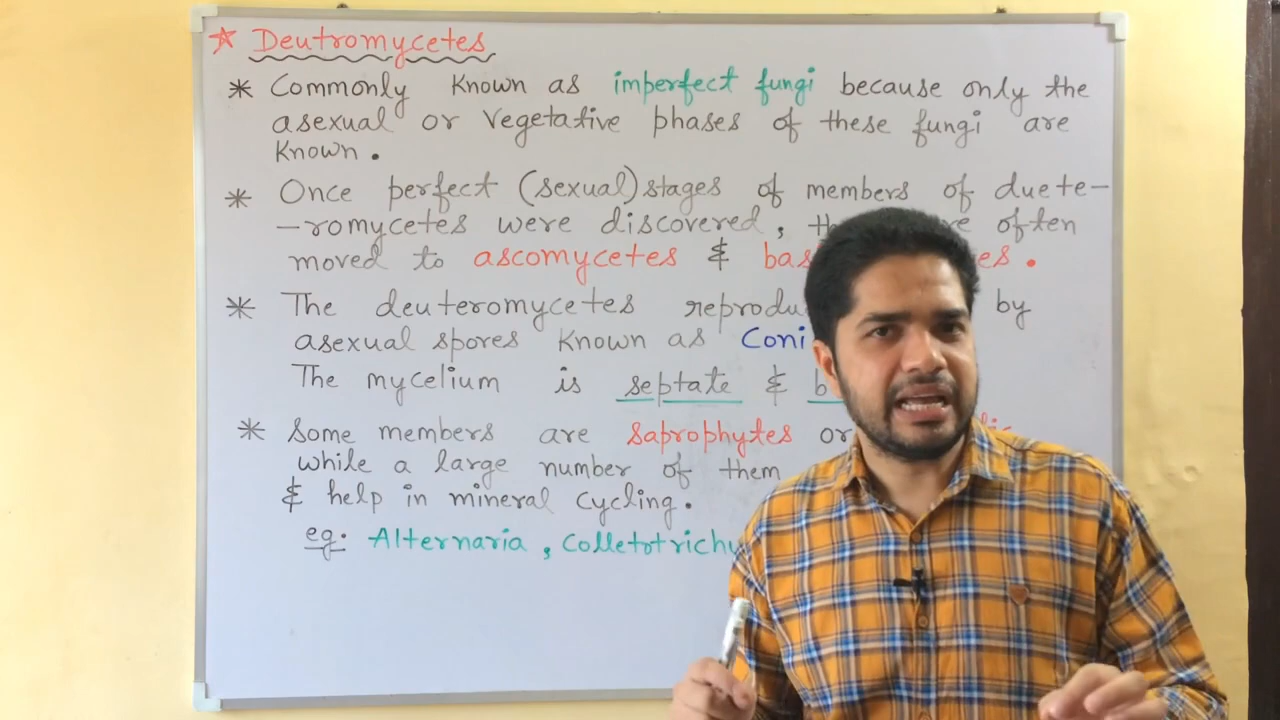 Deutromycetes
Commonly known as imperfect fungi because only the
asexual or vegetative phases of these fungi are
known.
Once perfect (sexual) stages of members of duete-
-romycetes were discovered, often
moved to ascomycetes &
The deuteromycetes by
asexual spores known as
The mycelium is septate &
Some members are saprophytes or
while a large number of them
& help in mineral cycling.
eg. Alternaria,